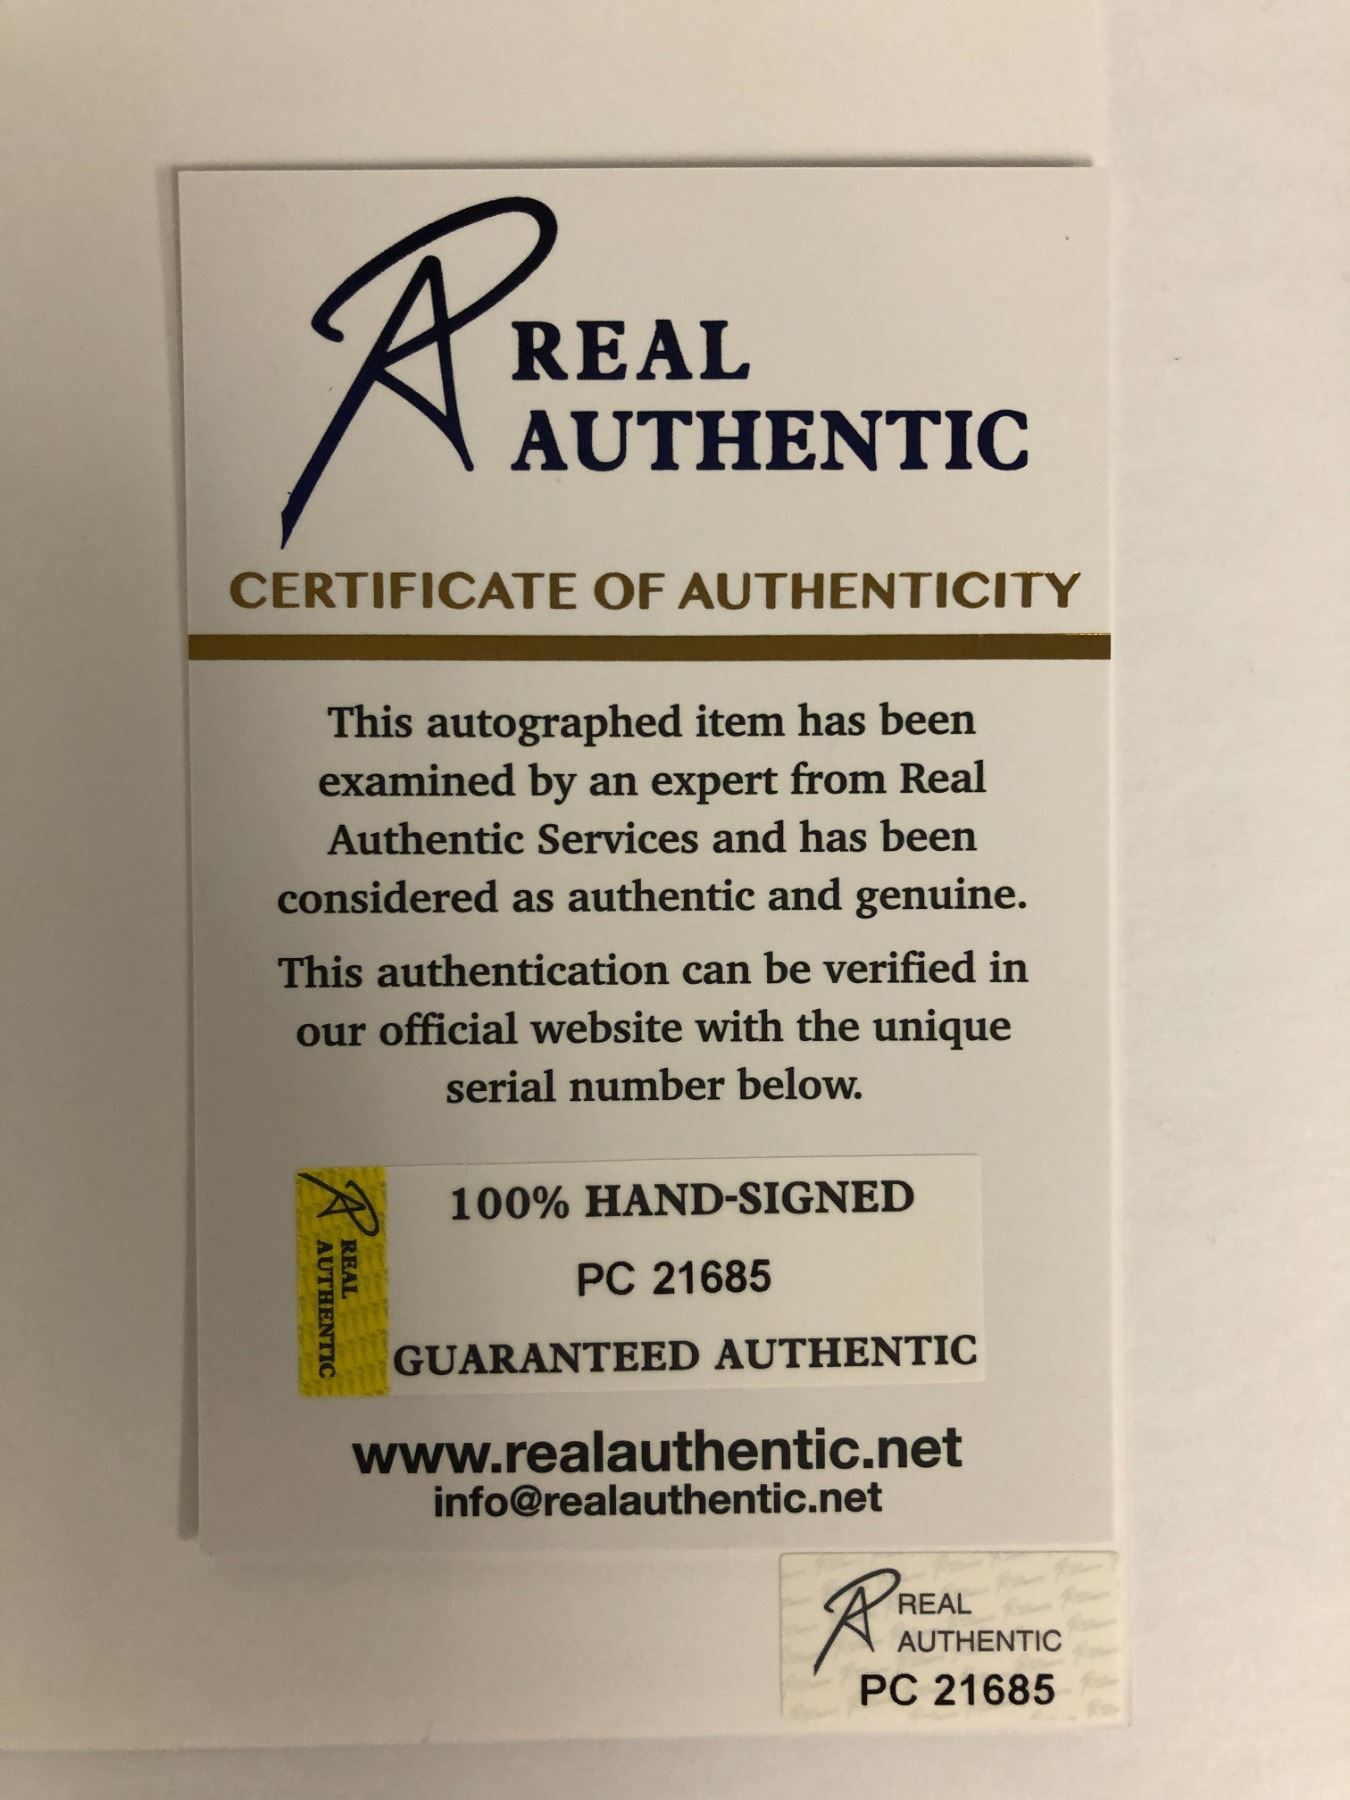 REAL
AUTHENTIC
CERTIFICATE OF AUTHENTICITY
This autographed item has been
examined by an expert from Real
Authentic Services and has been
considered as authentic and genuine.
This authentication can be verified in
our official website with the unique
serial number below.
REAL
AUTHENTIC
100% HAND-SIGNED
PC 21685
GUARANTEED AUTHENTIC
www.realauthentic.net
info@realauthentic.net
REAL
AUTHENTIC
PC 21685